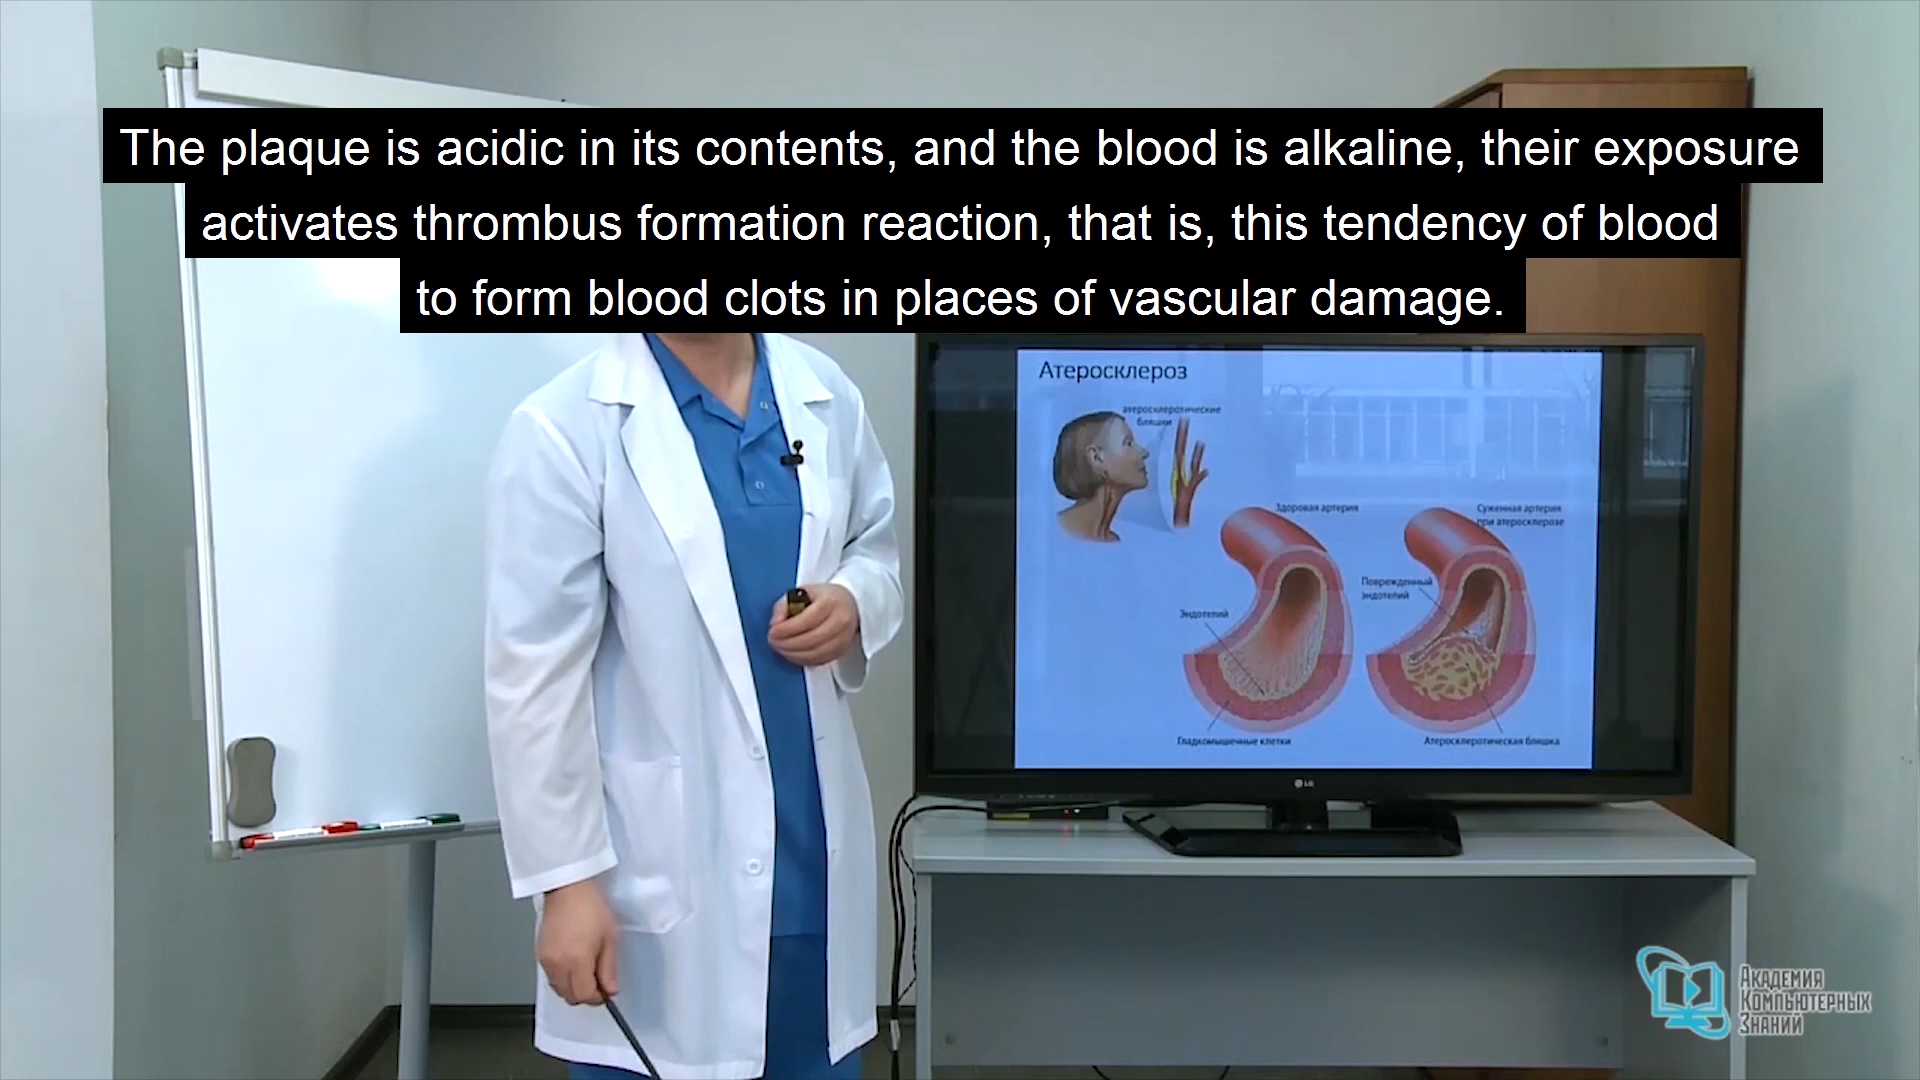 The plaque is acidic in its contents, and the blood is alkaline, their exposure
activates thrombus formation reaction, that is, this tendency of blood
to form blood clots in places of vascular damage.
Атеросклероз
атеросклеротические
бляшки
Здоровая артерия
Суженная артерия
при атеросклерозе
Поврежденный
эндотелий
Эндотелий
Гладкомышечные клетки
Атеросклеротическая бляшка
LG
Академия
Компьютерных
Знаний